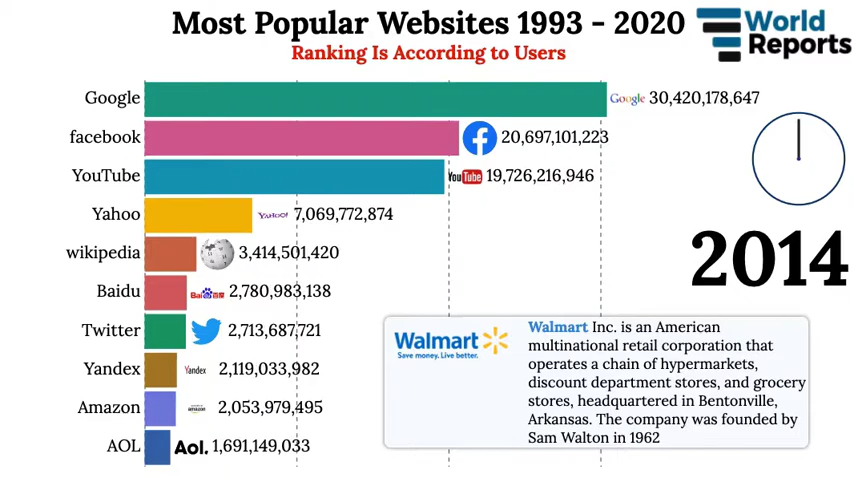 Most Popular Websites 1993 - 2020
Ranking Is According to Users
World
Reports
Google Google 30,420,178,647
facebook 20,697,101,223
YouTube YouTube 19,726,216,946
Yahoo YAHOO! 7,069,772,874
wikipedia 3,414,501,420
Baidu Bai du 百度 2,780,983,138
Twitter 2,713,687,721
Yandex Yandex 2,119,033,982
Amazon amazon 2,053,979,495
AOL Aol. 1,691,149,033
2014
Walmart
Save money. Live better.
Walmart Inc. is an American
multinational retail corporation that
operates a chain of hypermarkets,
discount department stores, and grocery
stores, headquartered in Bentonville,
Arkansas. The company was founded by
Sam Walton in 1962